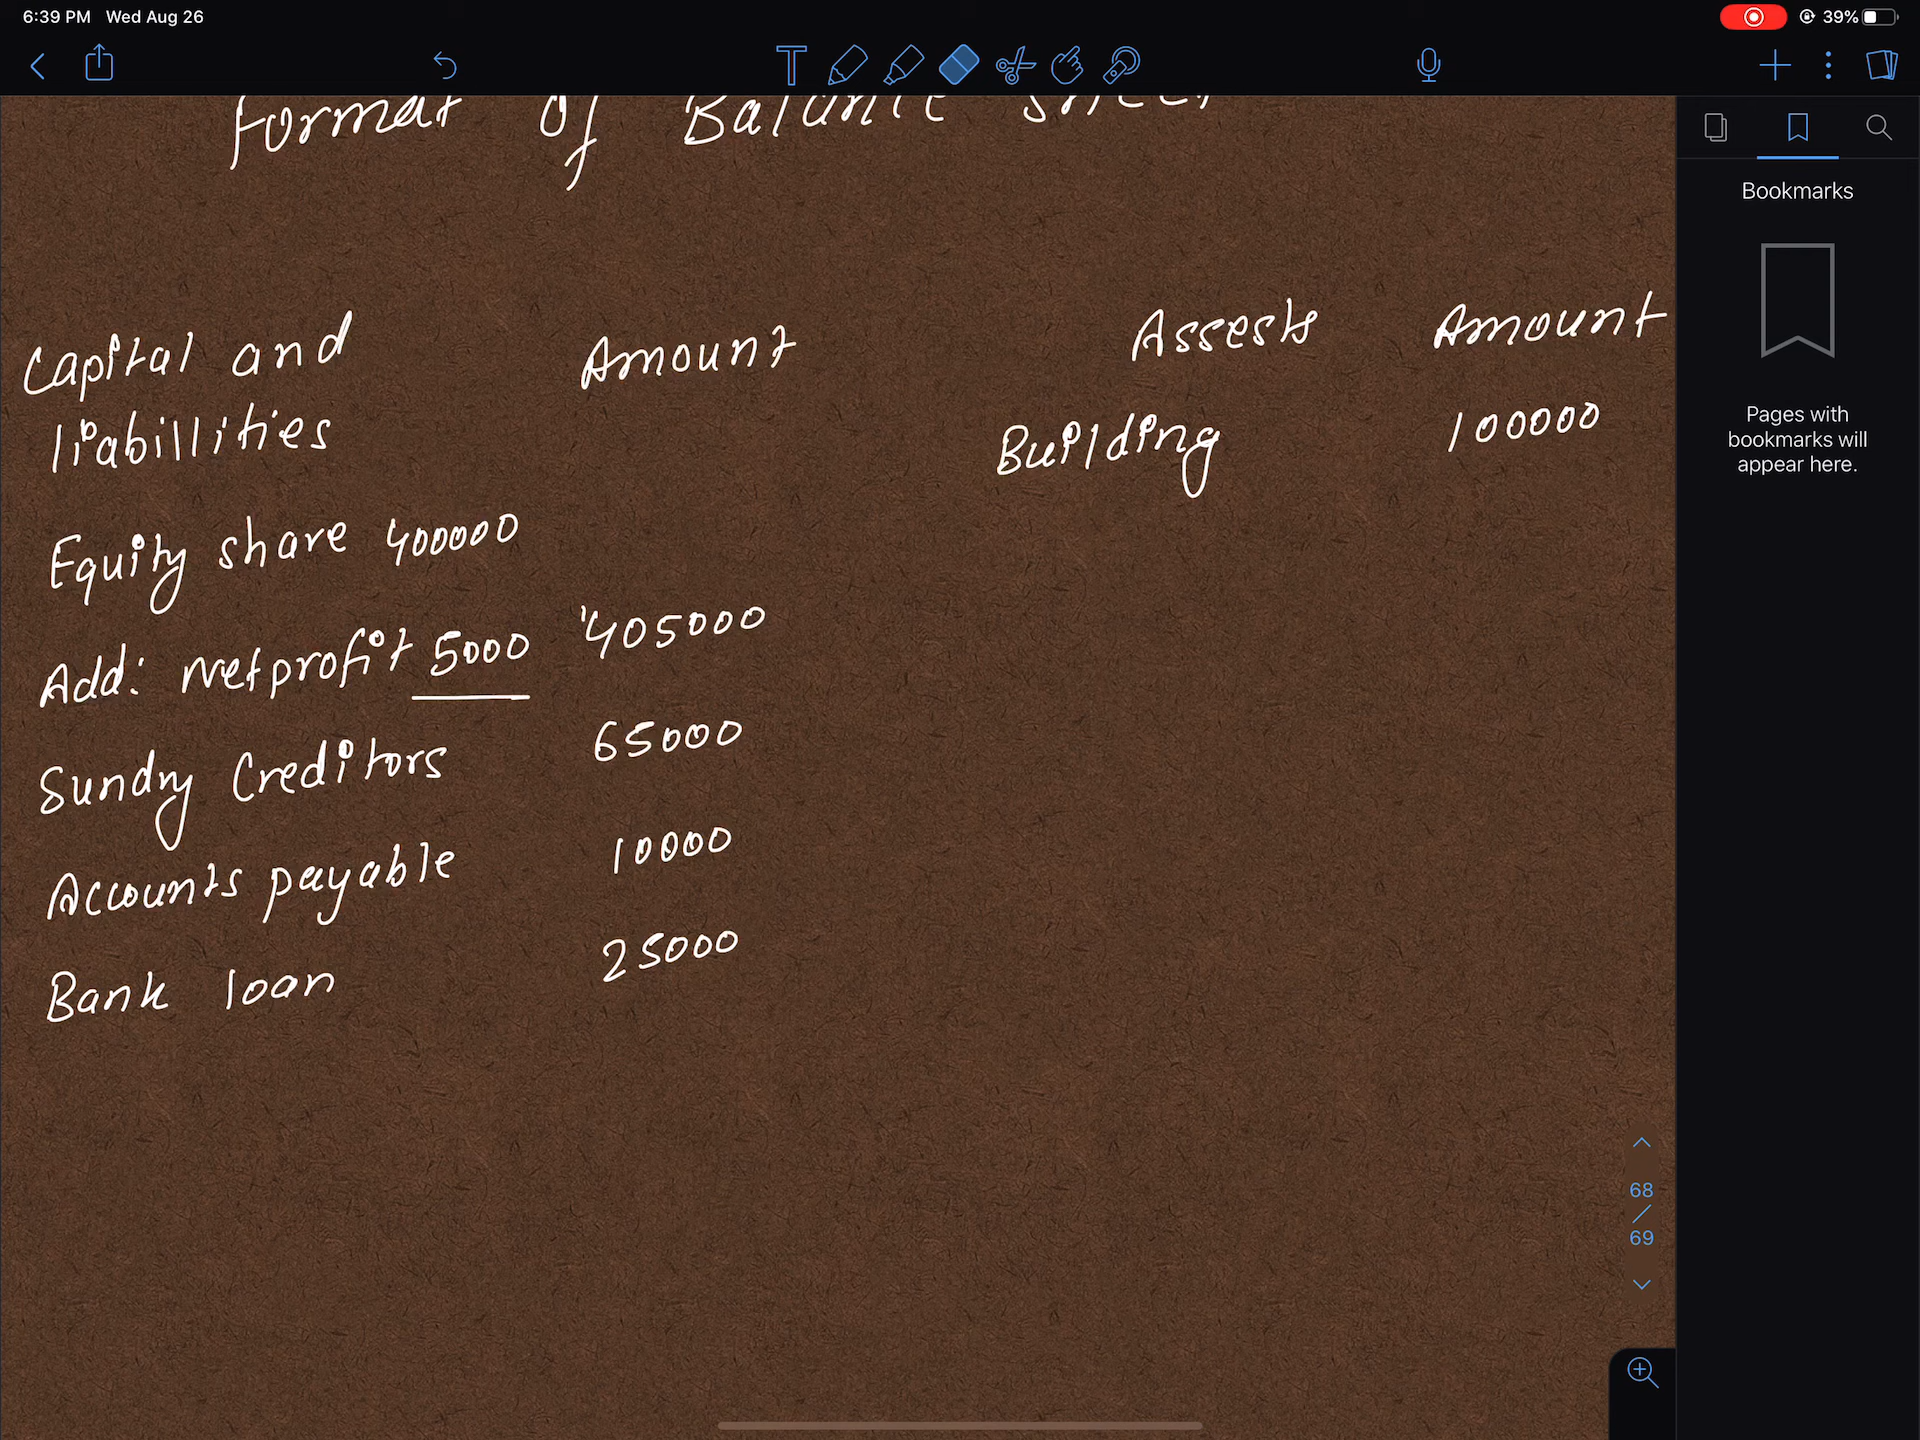 6:39 PM Wed Aug 26
39%
Format of Balance Sheet
Bookmarks
Pages with
bookmarks will
appear here.
Capital and Amount Assests Amount
liabillities
Building 100000
Equity share 400000
Add: Netprofit 5000 405000
Sundry Creditors 65000
Accounts payable 10000
Bank loan 25000
68
/
69